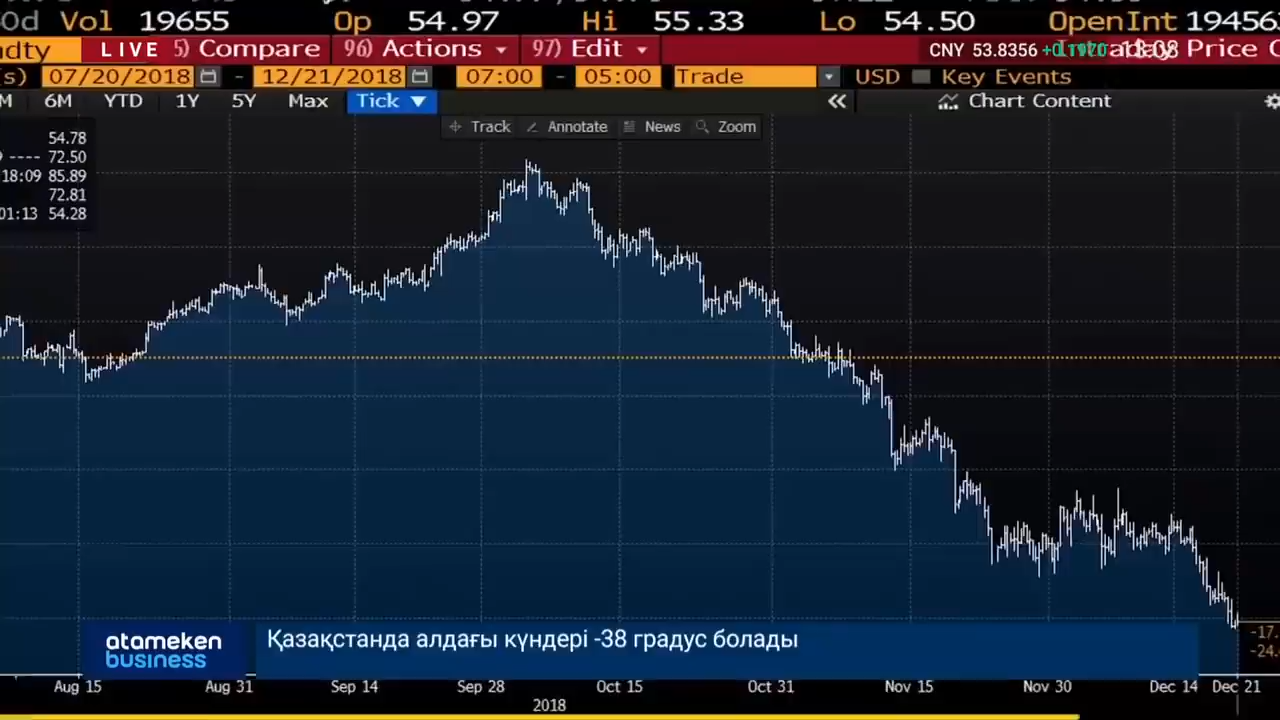 Vol 19655 Op 54.97 Hi 55.33 Lo 54.50 OpenInt
LIVE 5) Compare 96) Actions 97) Edit CNY 53.8356 Price
07/20/2018 - 12/21/2018 07:00 - 05:00 Trade USD Key Events
6M YTD 1Y 5Y Max Tick « Chart Content
Track Annotate News Zoom
54.78
---- 72.50
18:09 85.89
72.81
01:13 54.28
atameken
business
Қазақстанда алдағы күндері -38 градус болады
Aug 15 Aug 31 Sep 14 Sep 28 Oct 15 Oct 31 Nov 15 Nov 30 Dec 14 Dec 21
2018